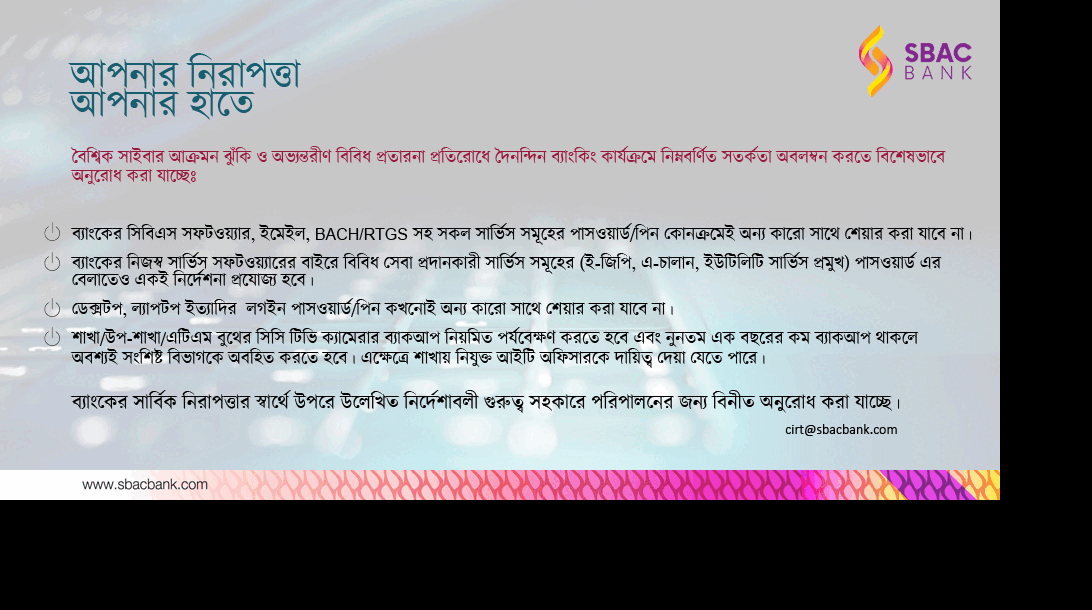 আপনার নিরাপত্তা
আপনার হাতে
SBAC
BANK
বৈশ্বিক সাইবার আক্রমন ঝুঁকি ও অভ্যন্তরীণ বিবিধ প্রতারনা প্রতিরোধে দৈনন্দিন ব্যাংকিং কার্যক্রমে নিম্নবর্ণিত সতর্কতা অবলম্বন করতে বিশেষভাবে
অনুরোধ করা যাচ্ছেঃ
ব্যাংকের সিবিএস সফটওয়্যার, ইমেইল, BACH/RTGS সহ সকল সার্ভিস সমূহের পাসওয়ার্ড/পিন কোনক্রমেই অন্য কারো সাথে শেয়ার করা যাবে না।
ব্যাংকের নিজস্ব সার্ভিস সফটওয়্যারের বাইরে বিবিধ সেবা প্রদানকারী সার্ভিস সমূহের (ই-জিপি, এ-চালান, ইউটিলিটি সার্ভিস প্রমুখ) পাসওয়ার্ড এর
বেলাতেও একই নির্দেশনা প্রযোজ্য হবে।
ডেক্সটপ, ল্যাপটপ ইত্যাদির লগইন পাসওয়ার্ড/পিন কখনোই অন্য কারো সাথে শেয়ার করা যাবে না।
শাখা/উপ-শাখা/এটিএম বুথের সিসি টিভি ক্যামেরার ব্যাকআপ নিয়মিত পর্যবেক্ষণ করতে হবে এবং নুনতম এক বছরের কম ব্যাকআপ থাকলে
অবশ্যই সংশিষ্ট বিভাগকে অবহিত করতে হবে। এক্ষেত্রে শাখায় নিযুক্ত আইটি অফিসারকে দায়িত্ব দেয়া যেতে পারে।
ব্যাংকের সার্বিক নিরাপত্তার স্বার্থে উপরে উলেখিত নির্দেশাবলী গুরুত্ব সহকারে পরিপালনের জন্য বিনীত অনুরোধ করা যাচ্ছে।
cirt@sbacbank.com
www.sbacbank.com